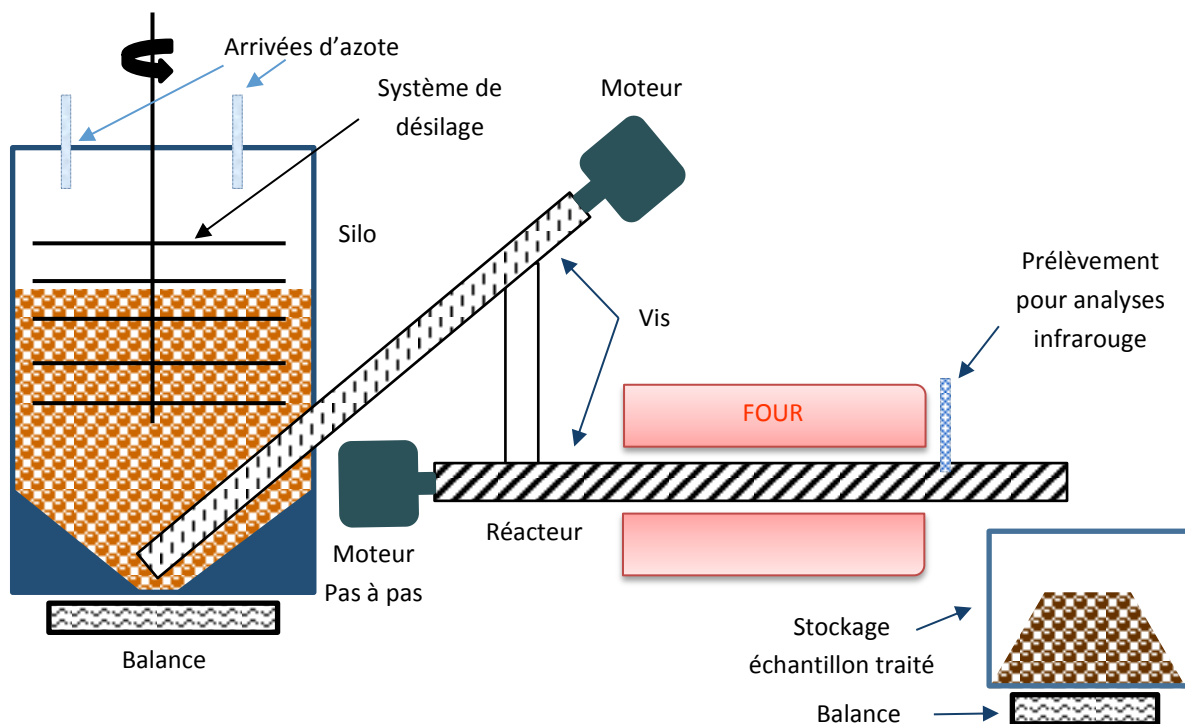 Arrivées d’azote
Système de
désilage
Moteur
Silo
Prélèvement
pour analyses
infrarouge
Vis
FOUR
Réacteur
Moteur
Pas à pas
Balance
Stockage
échantillon traité
Balance